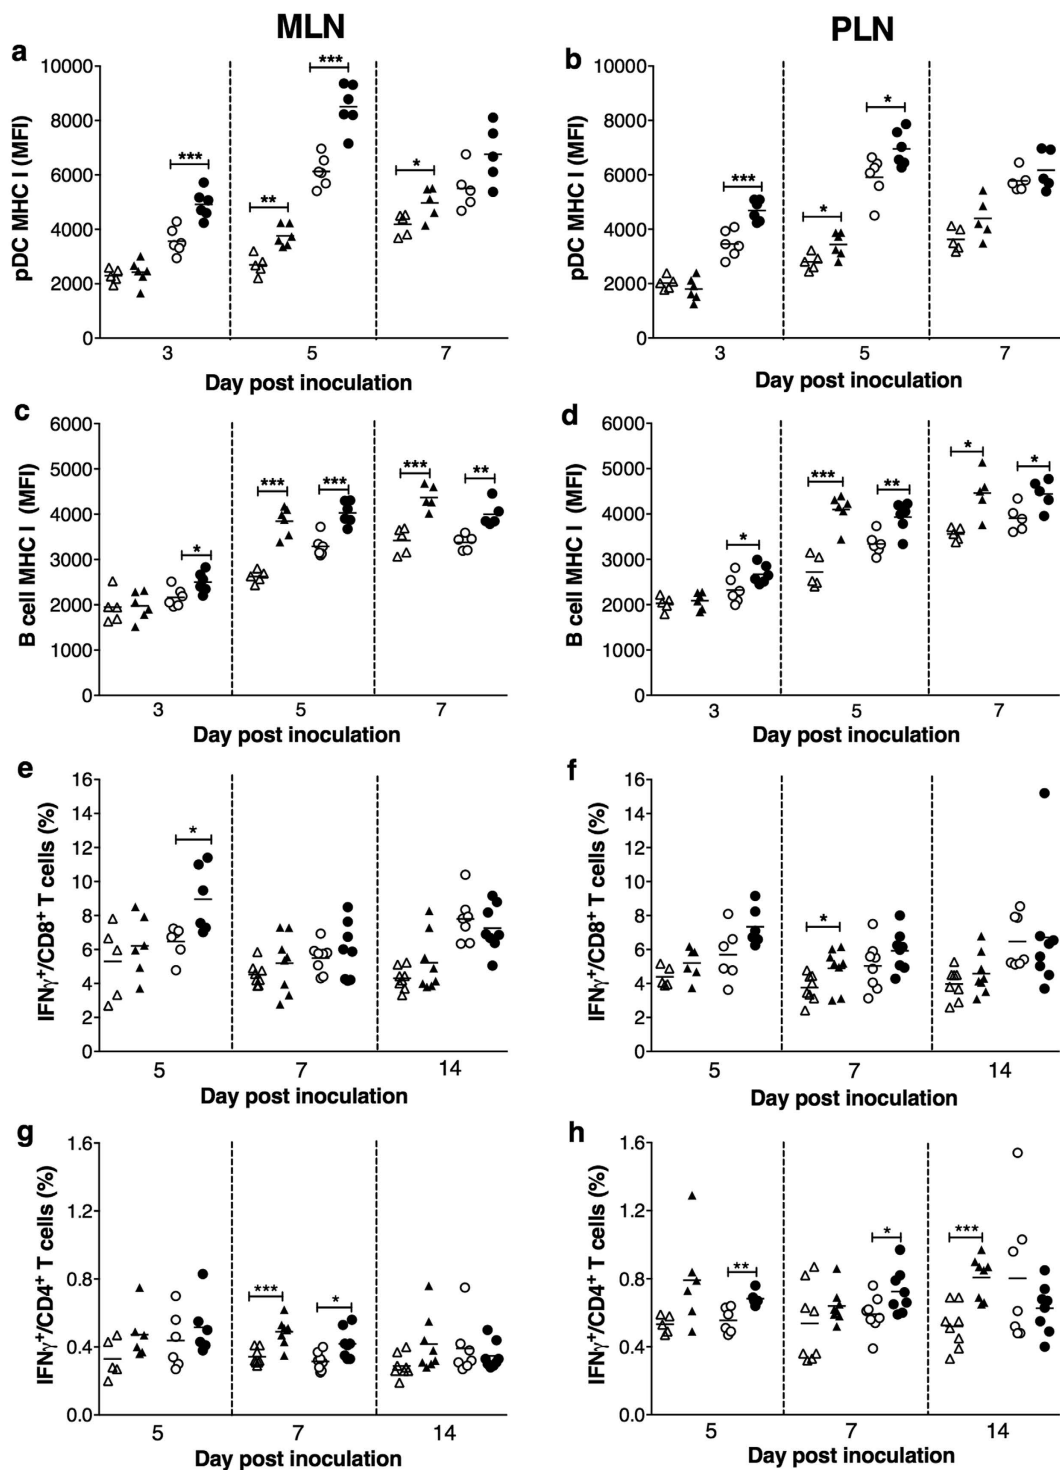 MLN PLN
a
b
pDC MHC I (MFI)
10000
8000
6000
4000
2000
0
***
***
**
*
3 5 7
Day post inoculation
pDC MHC I (MFI)
10000
8000
6000
4000
2000
0
***
*
*
3 5 7
Day post inoculation
c
d
B cell MHC I (MFI)
6000
5000
4000
3000
2000
1000
0
*
***
***
***
**
3 5 7
Day post inoculation
B cell MHC I (MFI)
6000
5000
4000
3000
2000
1000
0
*
***
**
*
*
3 5 7
Day post inoculation
e
f
IFNγ+/CD8+ T cells (%)
16
14
12
10
8
6
4
2
0
*
5 7 14
Day post inoculation
IFNγ+/CD8+ T cells (%)
16
14
12
10
8
6
4
2
0
*
5 7 14
Day post inoculation
g
h
IFNγ+/CD4+ T cells (%)
1.6
1.2
0.8
0.4
0.0
***
*
5 7 14
Day post inoculation
IFNγ+/CD4+ T cells (%)
1.6
1.2
0.8
0.4
0.0
**
*
***
5 7 14
Day post inoculation